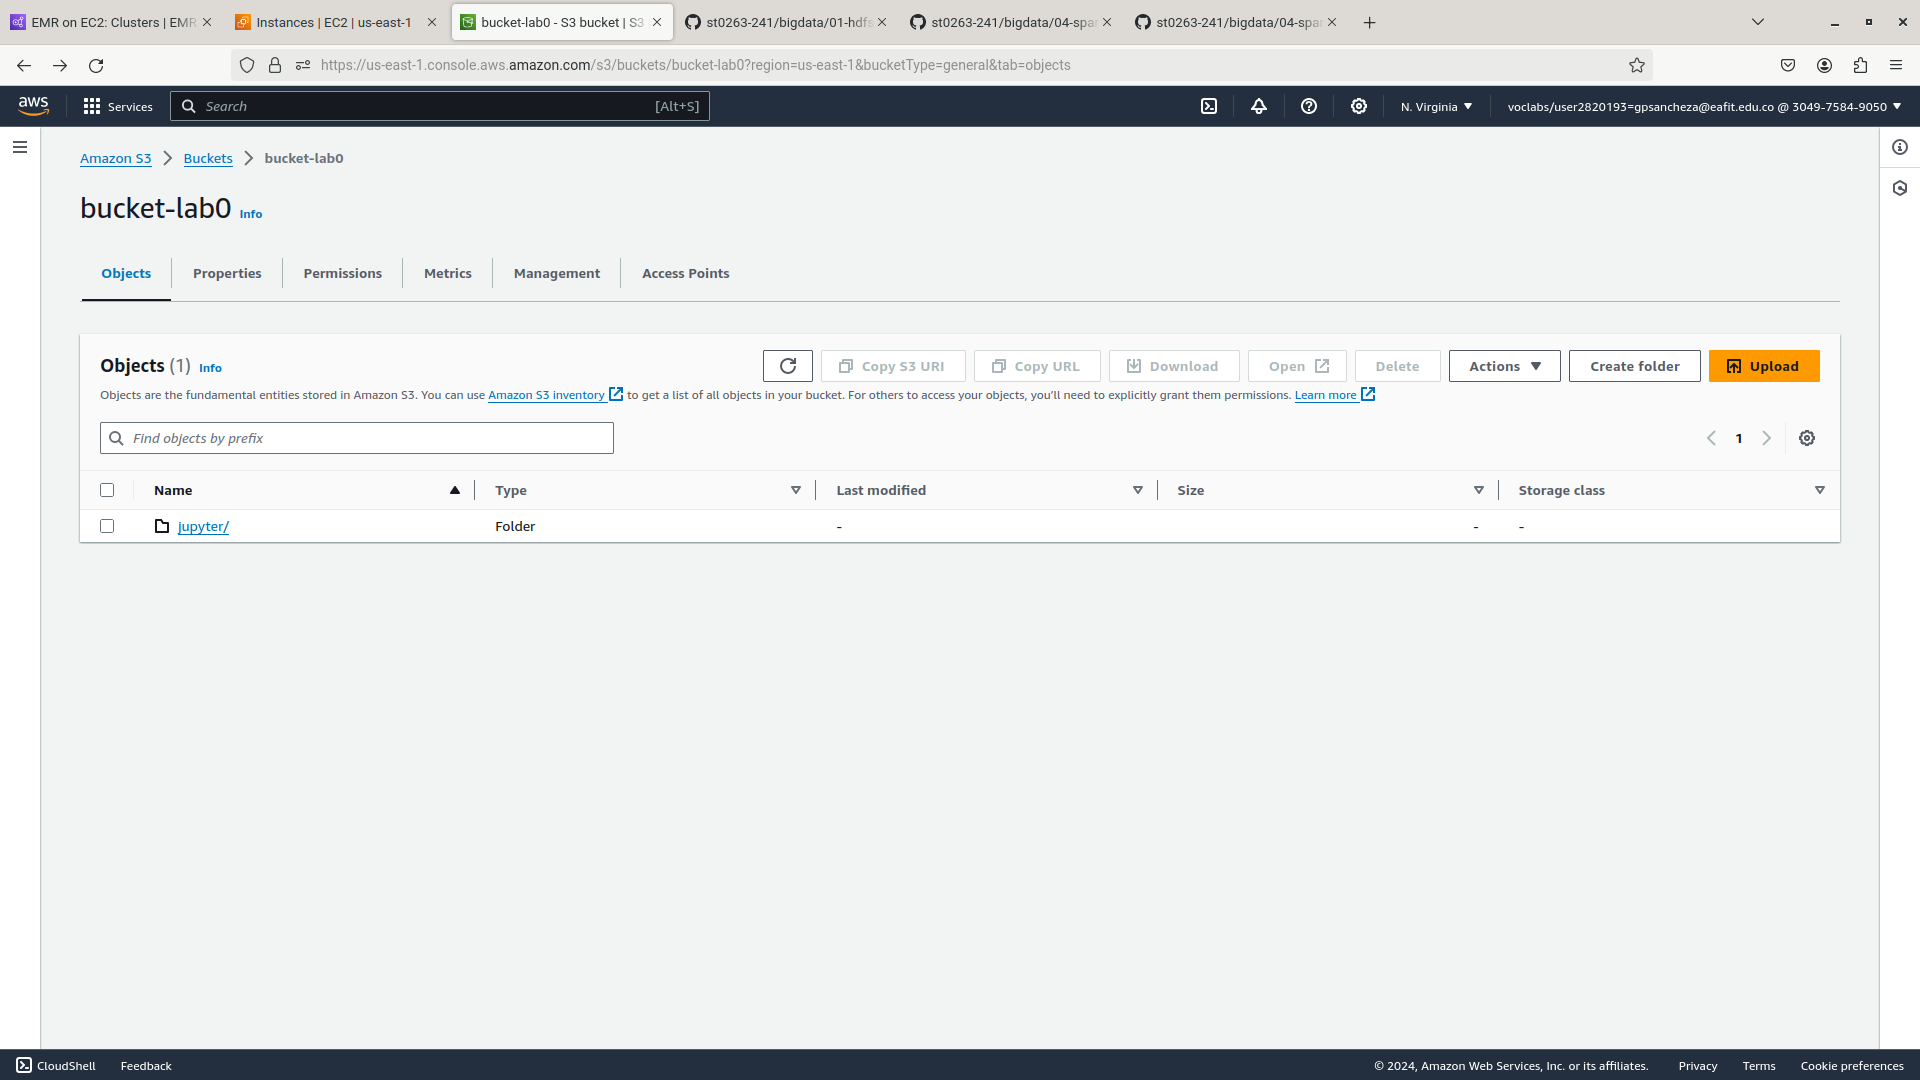 EMR on EC2: Clusters | EMR
Instances | EC2 | us-east-1
bucket-lab0 - S3 bucket | S3
st0263-241/bigdata/01-hdfs
st0263-241/bigdata/04-spar
st0263-241/bigdata/04-spar
https://us-east-1.console.aws.amazon.com/s3/buckets/bucket-lab0?region=us-east-1&bucketType=general&tab=objects
aws
Services
Search
[Alt+S]
N. Virginia
voclabs/user2820193=gpsancheza@eafit.edu.co @ 3049-7584-9050
Amazon S3
Buckets
bucket-lab0
bucket-lab0 Info
Objects
Properties
Permissions
Metrics
Management
Access Points
Objects (1) Info
Copy S3 URI
Copy URL
Download
Open
Delete
Actions
Create folder
Upload
Objects are the fundamental entities stored in Amazon S3. You can use Amazon S3 inventory to get a list of all objects in your bucket. For others to access your objects, you'll need to explicitly grant them permissions. Learn more
Find objects by prefix
1
Name
Type
Last modified
Size
Storage class
jupyter/
Folder
-
-
-
CloudShell
Feedback
© 2024, Amazon Web Services, Inc. or its affiliates.
Privacy
Terms
Cookie preferences